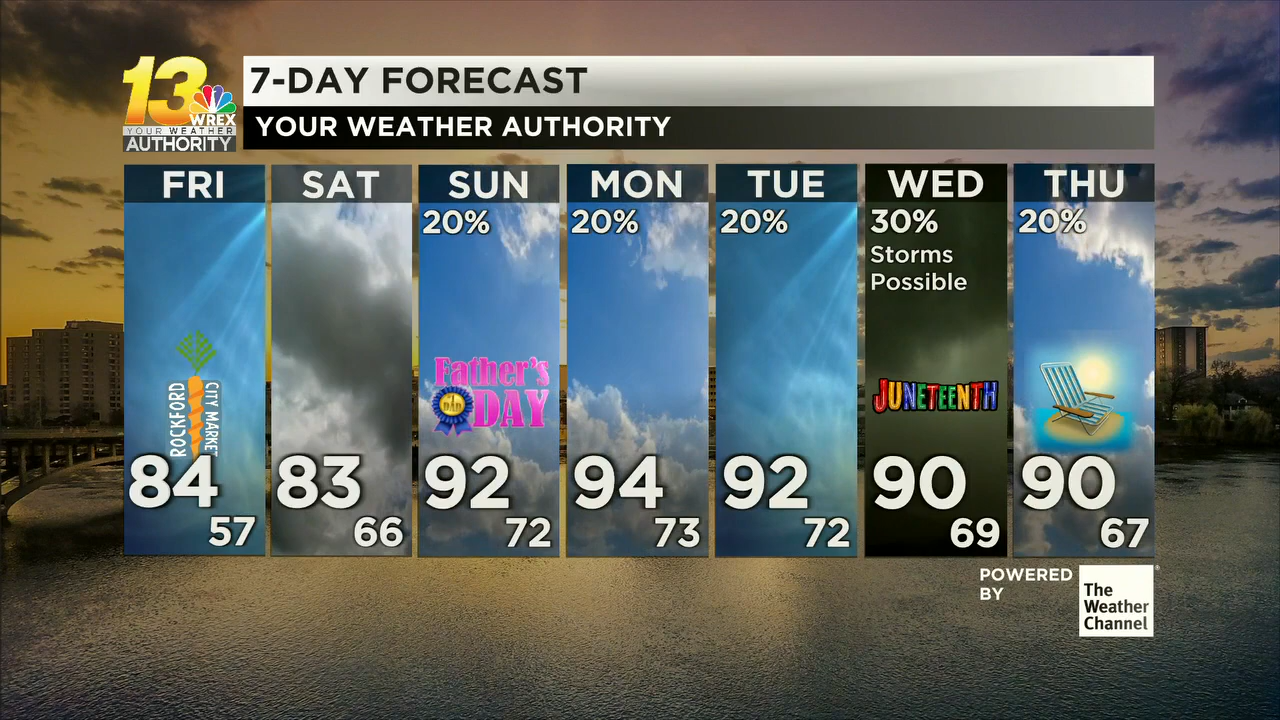 13
WREX
YOUR WEATHER
AUTHORITY
7-DAY FORECAST
YOUR WEATHER AUTHORITY
FRI
ROCKFORD
CITY MARKET
84
57
SAT
83
66
SUN
20%
Father's
#1
DAD
DAY
92
72
MON
20%
94
73
TUE
20%
92
72
WED
30%
Storms
Possible
JUNETEENTH
90
69
THU
20%
90
67
POWERED
BY
The
Weather
Channel